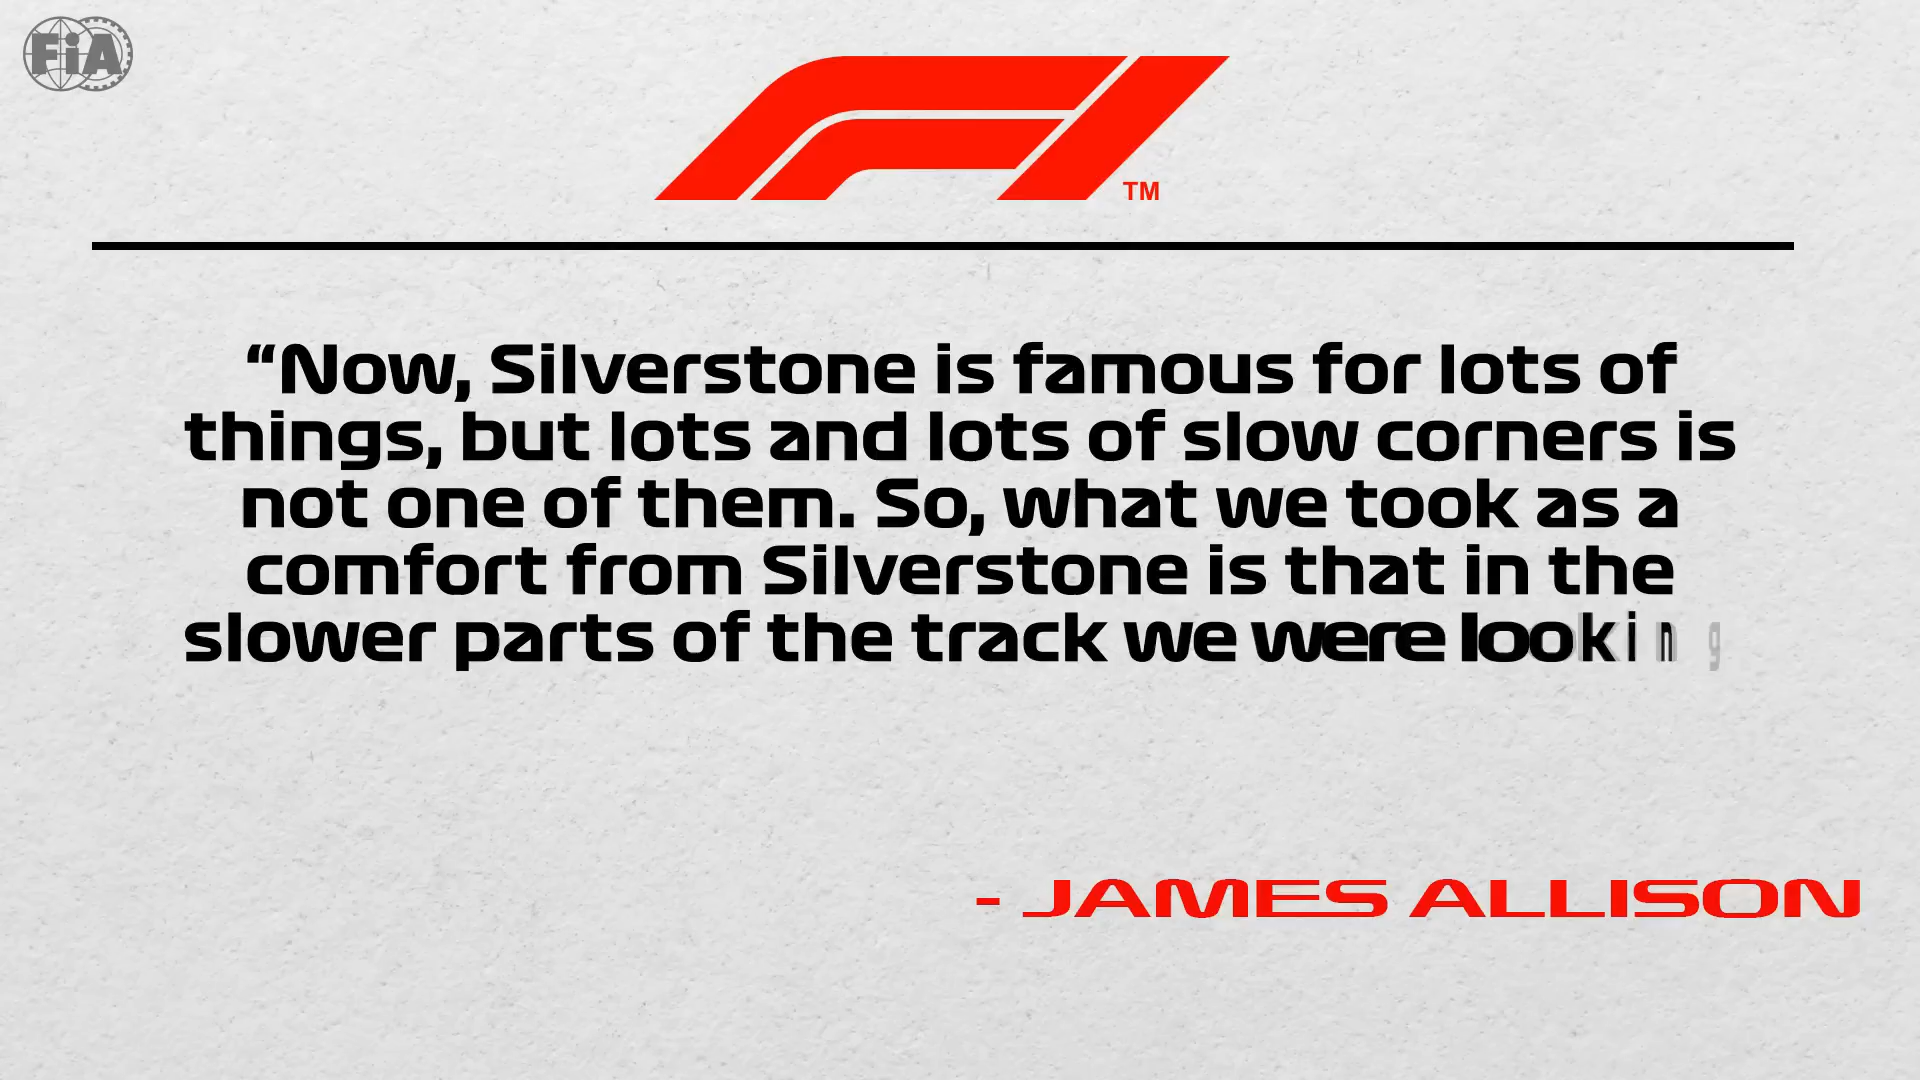 FiA
F1
TM
“Now, Silverstone is famous for lots of
things, but lots and lots of slow corners is
not one of them. So, what we took as a
comfort from Silverstone is that in the
slower parts of the track we were looking
- JAMES ALLISON